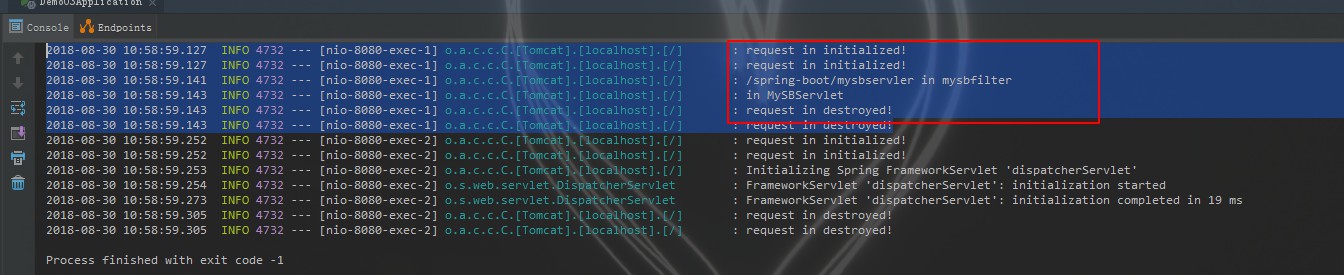 Demo03Application
Console Endpoints
2018-08-30 10:58:59.127 INFO 4732 --- [nio-8080-exec-1] o.a.c.c.C.[Tomcat].[localhost].[/] : request in initialized!
2018-08-30 10:58:59.127 INFO 4732 --- [nio-8080-exec-1] o.a.c.c.C.[Tomcat].[localhost].[/] : request in initialized!
2018-08-30 10:58:59.141 INFO 4732 --- [nio-8080-exec-1] o.a.c.c.C.[Tomcat].[localhost].[/] : /spring-boot/mysbservler in mysbfilter
2018-08-30 10:58:59.143 INFO 4732 --- [nio-8080-exec-1] o.a.c.c.C.[Tomcat].[localhost].[/] : in MySBServlet
2018-08-30 10:58:59.143 INFO 4732 --- [nio-8080-exec-1] o.a.c.c.C.[Tomcat].[localhost].[/] : request in destroyed!
2018-08-30 10:58:59.143 INFO 4732 --- [nio-8080-exec-1] o.a.c.c.C.[Tomcat].[localhost].[/] : request in destroyed!
2018-08-30 10:58:59.252 INFO 4732 --- [nio-8080-exec-2] o.a.c.c.C.[Tomcat].[localhost].[/] : request in initialized!
2018-08-30 10:58:59.252 INFO 4732 --- [nio-8080-exec-2] o.a.c.c.C.[Tomcat].[localhost].[/] : request in initialized!
2018-08-30 10:58:59.253 INFO 4732 --- [nio-8080-exec-2] o.a.c.c.C.[Tomcat].[localhost].[/] : Initializing Spring FrameworkServlet 'dispatcherServlet'
2018-08-30 10:58:59.254 INFO 4732 --- [nio-8080-exec-2] o.s.web.servlet.DispatcherServlet : FrameworkServlet 'dispatcherServlet': initialization started
2018-08-30 10:58:59.273 INFO 4732 --- [nio-8080-exec-2] o.s.web.servlet.DispatcherServlet : FrameworkServlet 'dispatcherServlet': initialization completed in 19 ms
2018-08-30 10:58:59.305 INFO 4732 --- [nio-8080-exec-2] o.a.c.c.C.[Tomcat].[localhost].[/] : request in destroyed!
2018-08-30 10:58:59.305 INFO 4732 --- [nio-8080-exec-2] o.a.c.c.C.[Tomcat].[localhost].[/] : request in destroyed!
Process finished with exit code -1